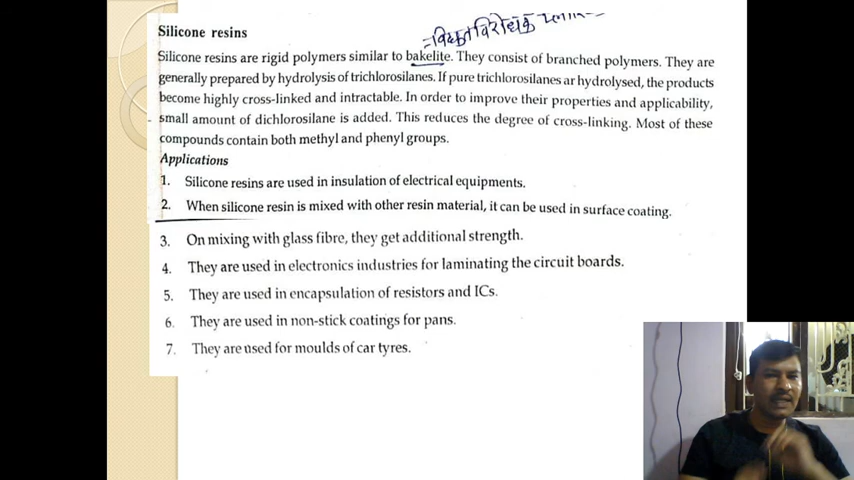 Silicone resins
=विद्युत विरोधक
Silicone resins are rigid polymers similar to bakelite. They consist of branched polymers. They are
generally prepared by hydrolysis of trichlorosilanes. If pure trichlorosilanes ar hydrolysed, the products
become highly cross-linked and intractable. In order to improve their properties and applicability,
small amount of dichlorosilane is added. This reduces the degree of cross-linking. Most of these
compounds contain both methyl and phenyl groups.
Applications
1. Silicone resins are used in insulation of electrical equipments.
2. When silicone resin is mixed with other resin material, it can be used in surface coating.
3. On mixing with glass fibre, they get additional strength.
4. They are used in electronics industries for laminating the circuit boards.
5. They are used in encapsulation of resistors and ICs.
6. They are used in non-stick coatings for pans.
7. They are used for moulds of car tyres.